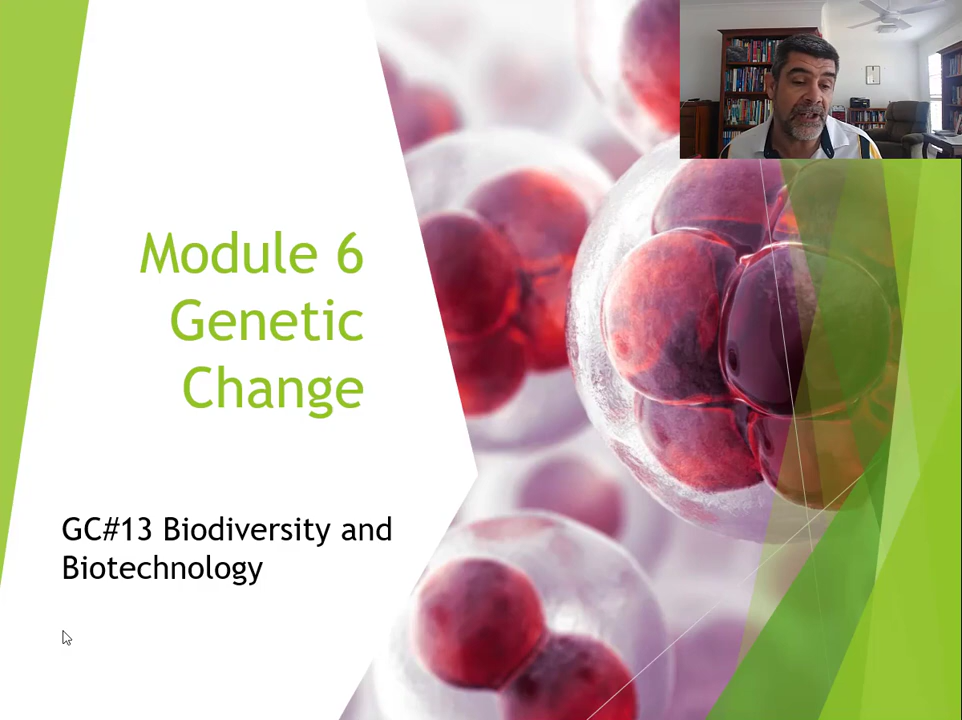 Module 6
Genetic
Change
GC#13 Biodiversity and
Biotechnology